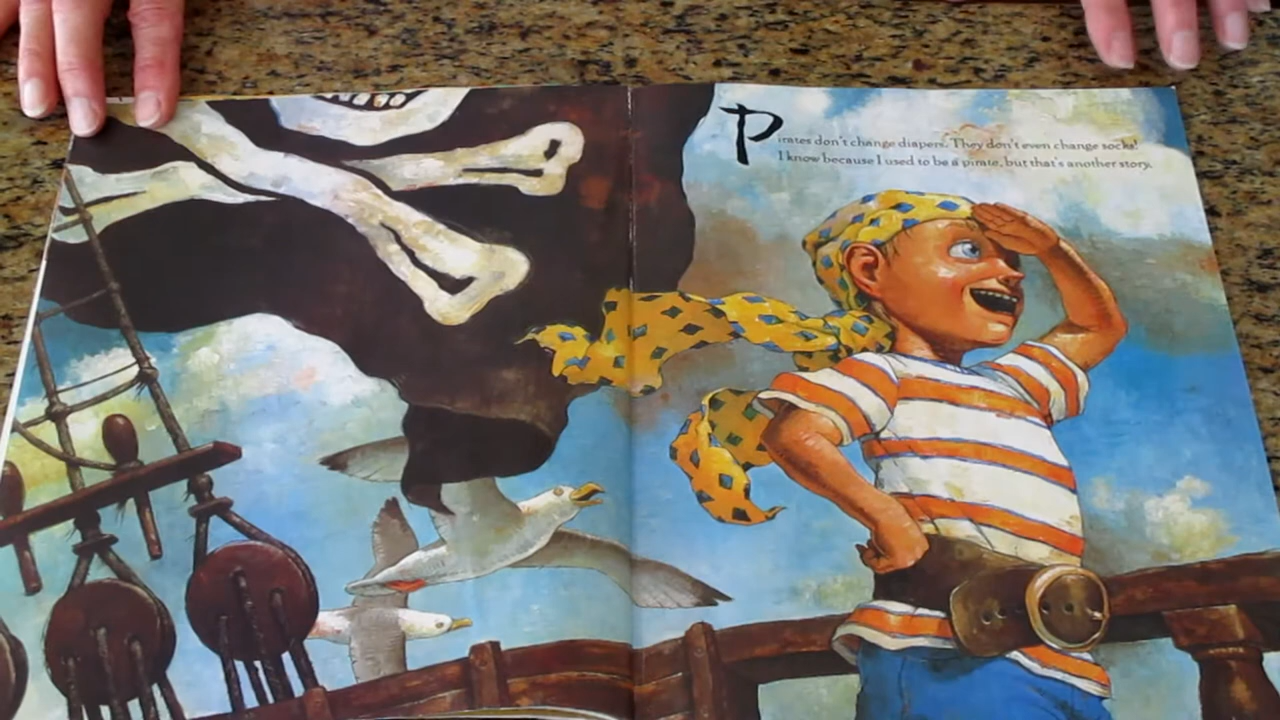 Pirates don't change diapers. They don't even change socks!
I know because I used to be a pirate, but that's another story.